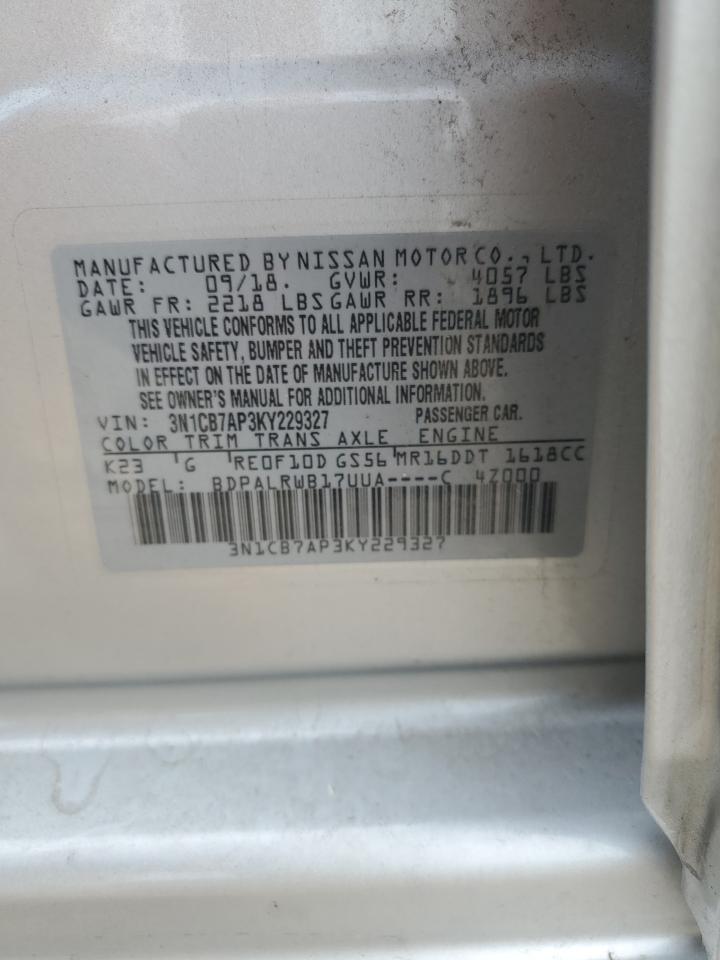 MANUFACTURED BY NISSAN MOTOR CO., LTD.
DATE: 09/18. GVWR: 4057 LBS
GAWR FR: 2218 LBS GAWR RR: 1896 LBS
THIS VEHICLE CONFORMS TO ALL APPLICABLE FEDERAL MOTOR
VEHICLE SAFETY, BUMPER AND THEFT PREVENTION STANDARDS
IN EFFECT ON THE DATE OF MANUFACTURE SHOWN ABOVE.
SEE OWNER'S MANUAL FOR ADDITIONAL INFORMATION.
VIN: 3N1CB7AP3KY229327 PASSENGER CAR.
COLOR TRIM TRANS AXLE ENGINE
K23 G RE0F10D GS56 MR16DDT 1618CC
MODEL: BDPALRWB17UUA----C 4Z000
3N1CB7AP3KY229327